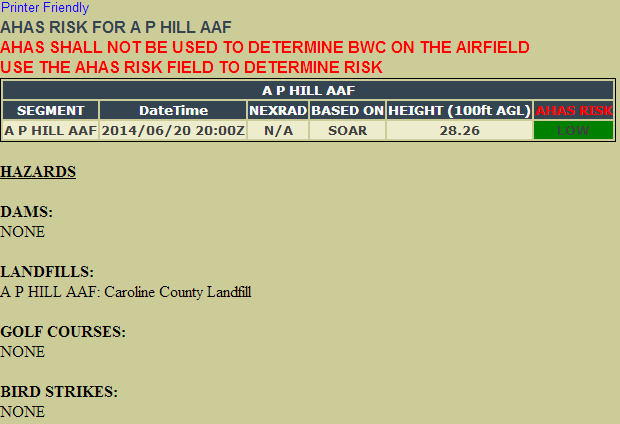 Printer Friendly
AHAS RISK FOR A P HILL AAF
AHAS SHALL NOT BE USED TO DETERMINE BWC ON THE AIRFIELD
USE THE AHAS RISK FIELD TO DETERMINE RISK
A P HILL AAF
SEGMENT DateTime NEXRAD BASED ON HEIGHT (100ft AGL) AHAS RISK
A P HILL AAF 2014/06/20 20:00Z N/A SOAR 28.26 LOW
HAZARDS
DAMS:
NONE
LANDFILLS:
A P HILL AAF: Caroline County Landfill
GOLF COURSES:
NONE
BIRD STRIKES:
NONE